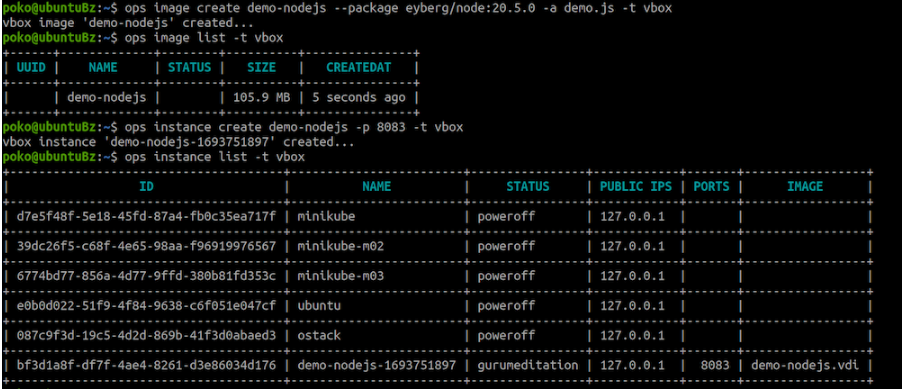 poko@ubuntuBz:~$ ops image create demo-nodejs --package eyberg/node:20.5.0 -a demo.js -t vbox
vbox image 'demo-nodejs' created...
poko@ubuntuBz:~$ ops image list -t vbox
+------+-------------+--------+----------+---------------+
| UUID |    NAME     | STATUS |   SIZE   |   CREATEDAT   |
+------+-------------+--------+----------+---------------+
|      | demo-nodejs |        | 105.9 MB | 5 seconds ago |
+------+-------------+--------+----------+---------------+
poko@ubuntuBz:~$ ops instance create demo-nodejs -p 8083 -t vbox
vbox instance 'demo-nodejs-1693751897' created...
poko@ubuntuBz:~$ ops instance list -t vbox
+--------------------------------------+------------------------+----------------+------------+-------+-----------------+
|                  ID                  |          NAME          |     STATUS     | PUBLIC IPS | PORTS |      IMAGE      |
+--------------------------------------+------------------------+----------------+------------+-------+-----------------+
| d7e5f48f-5e18-45fd-87a4-fb0c35ea717f | minikube               | poweroff       | 127.0.0.1  |       |                 |
+--------------------------------------+------------------------+----------------+------------+-------+-----------------+
| 39dc26f5-c68f-4e65-98aa-f96919976567 | minikube-m02           | poweroff       | 127.0.0.1  |       |                 |
+--------------------------------------+------------------------+----------------+------------+-------+-----------------+
| 6774bd77-856a-4d77-9ffd-380b81fd353c | minikube-m03           | poweroff       | 127.0.0.1  |       |                 |
+--------------------------------------+------------------------+----------------+------------+-------+-----------------+
| e0b0d022-51f9-4f84-9638-c6f051e047cf | ubuntu                 | poweroff       | 127.0.0.1  |       |                 |
+--------------------------------------+------------------------+----------------+------------+-------+-----------------+
| 087c9f3d-19c5-4d2d-869b-41f3d0abaed3 | ostack                 | poweroff       | 127.0.0.1  |       |                 |
+--------------------------------------+------------------------+----------------+------------+-------+-----------------+
| bf3d1a8f-df7f-4ae4-8261-d3e86034d176 | demo-nodejs-1693751897 | gurumeditation | 127.0.0.1  |  8083 | demo-nodejs.vdi |
+--------------------------------------+------------------------+----------------+------------+-------+-----------------+